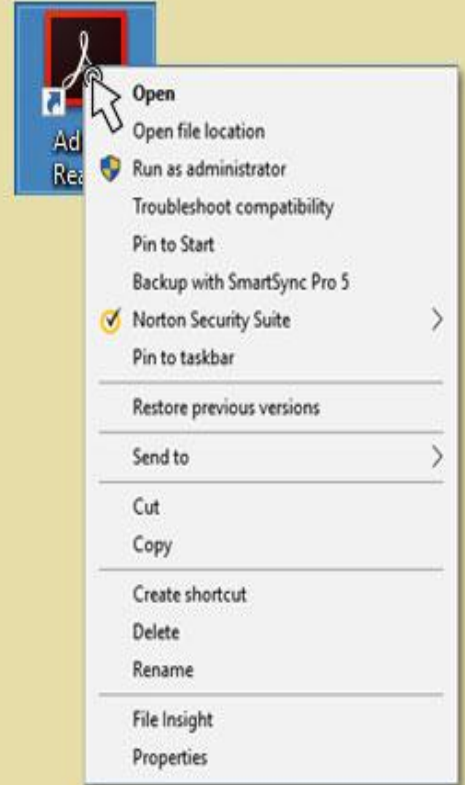 Ad
Rea
Open
Open file location
Run as administrator
Troubleshoot compatibility
Pin to Start
Backup with SmartSync Pro 5
Norton Security Suite
Pin to taskbar
Restore previous versions
Send to
Cut
Copy
Create shortcut
Delete
Rename
File Insight
Properties